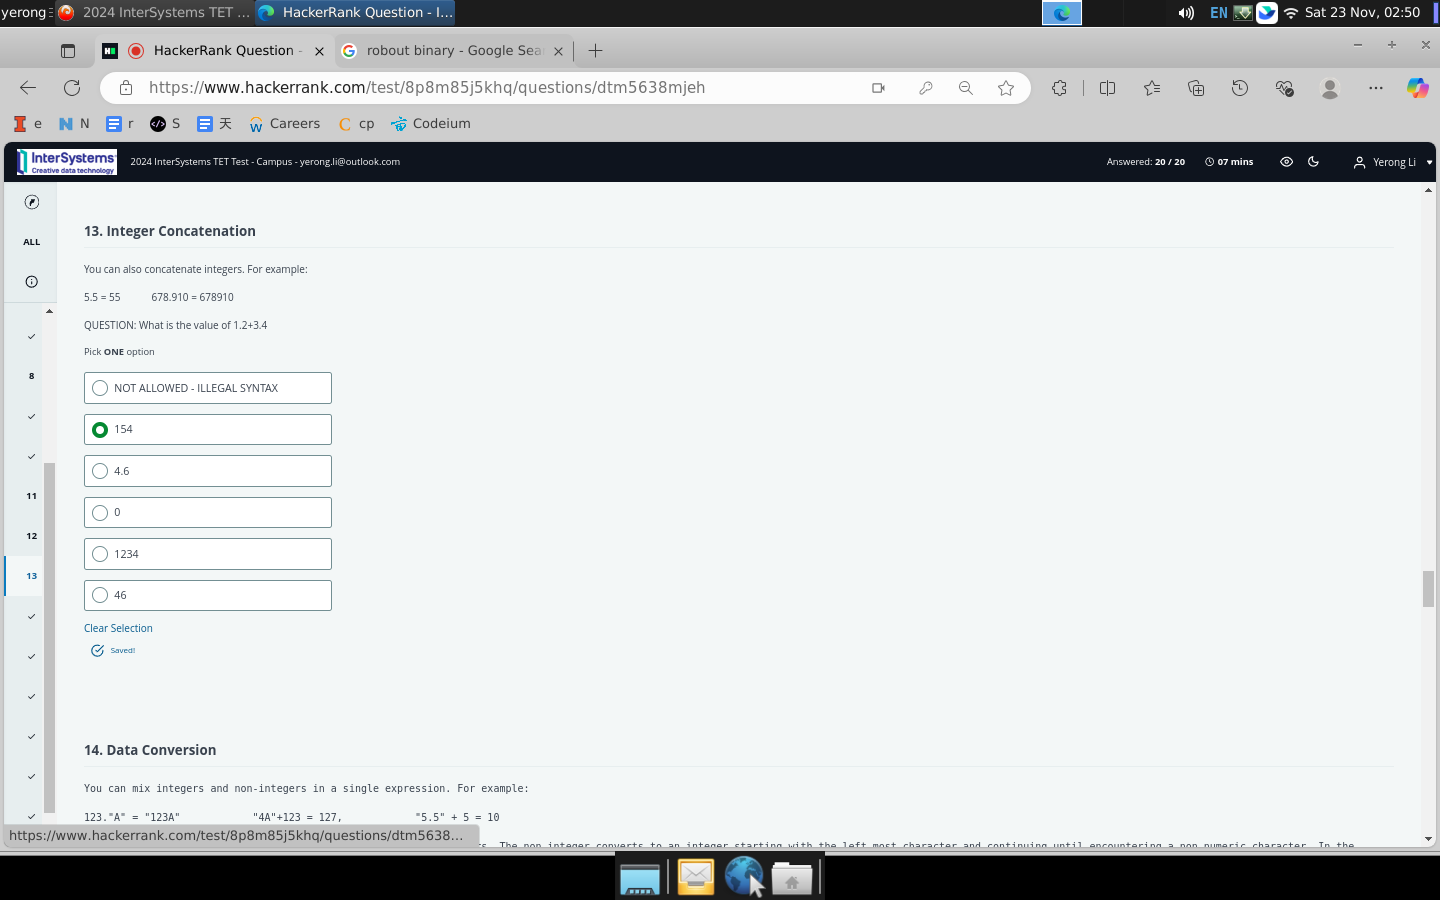 yerong
2024 InterSystems TET ...
HackerRank Question - I...
EN
Sat 23 Nov, 02:50
HackerRank Question -
robout binary - Google Sea
https://www.hackerrank.com/test/8p8m85j5khq/questions/dtm5638mjeh
e
N
r
S
天
Careers
cp
Codeium
InterSystems
Creative data technology
2024 InterSystems TET Test - Campus - yerong.li@outlook.com
Answered: 20 / 20
07 mins
Yerong Li
ALL
8
11
12
13
13. Integer Concatenation
You can also concatenate integers. For example:
5.5 = 55 678.910 = 678910
QUESTION: What is the value of 1.2+3.4
Pick ONE option
NOT ALLOWED - ILLEGAL SYNTAX
154
4.6
0
1234
46
Clear Selection
Saved!
14. Data Conversion
You can mix integers and non-integers in a single expression. For example:
123."A" = "123A" "4A"+123 = 127, "5.5" + 5 = 10
The non-integer converts to an integer starting with the left-most character and continuing until encountering a non-numeric character. In the
https://www.hackerrank.com/test/8p8m85j5khq/questions/dtm5638...